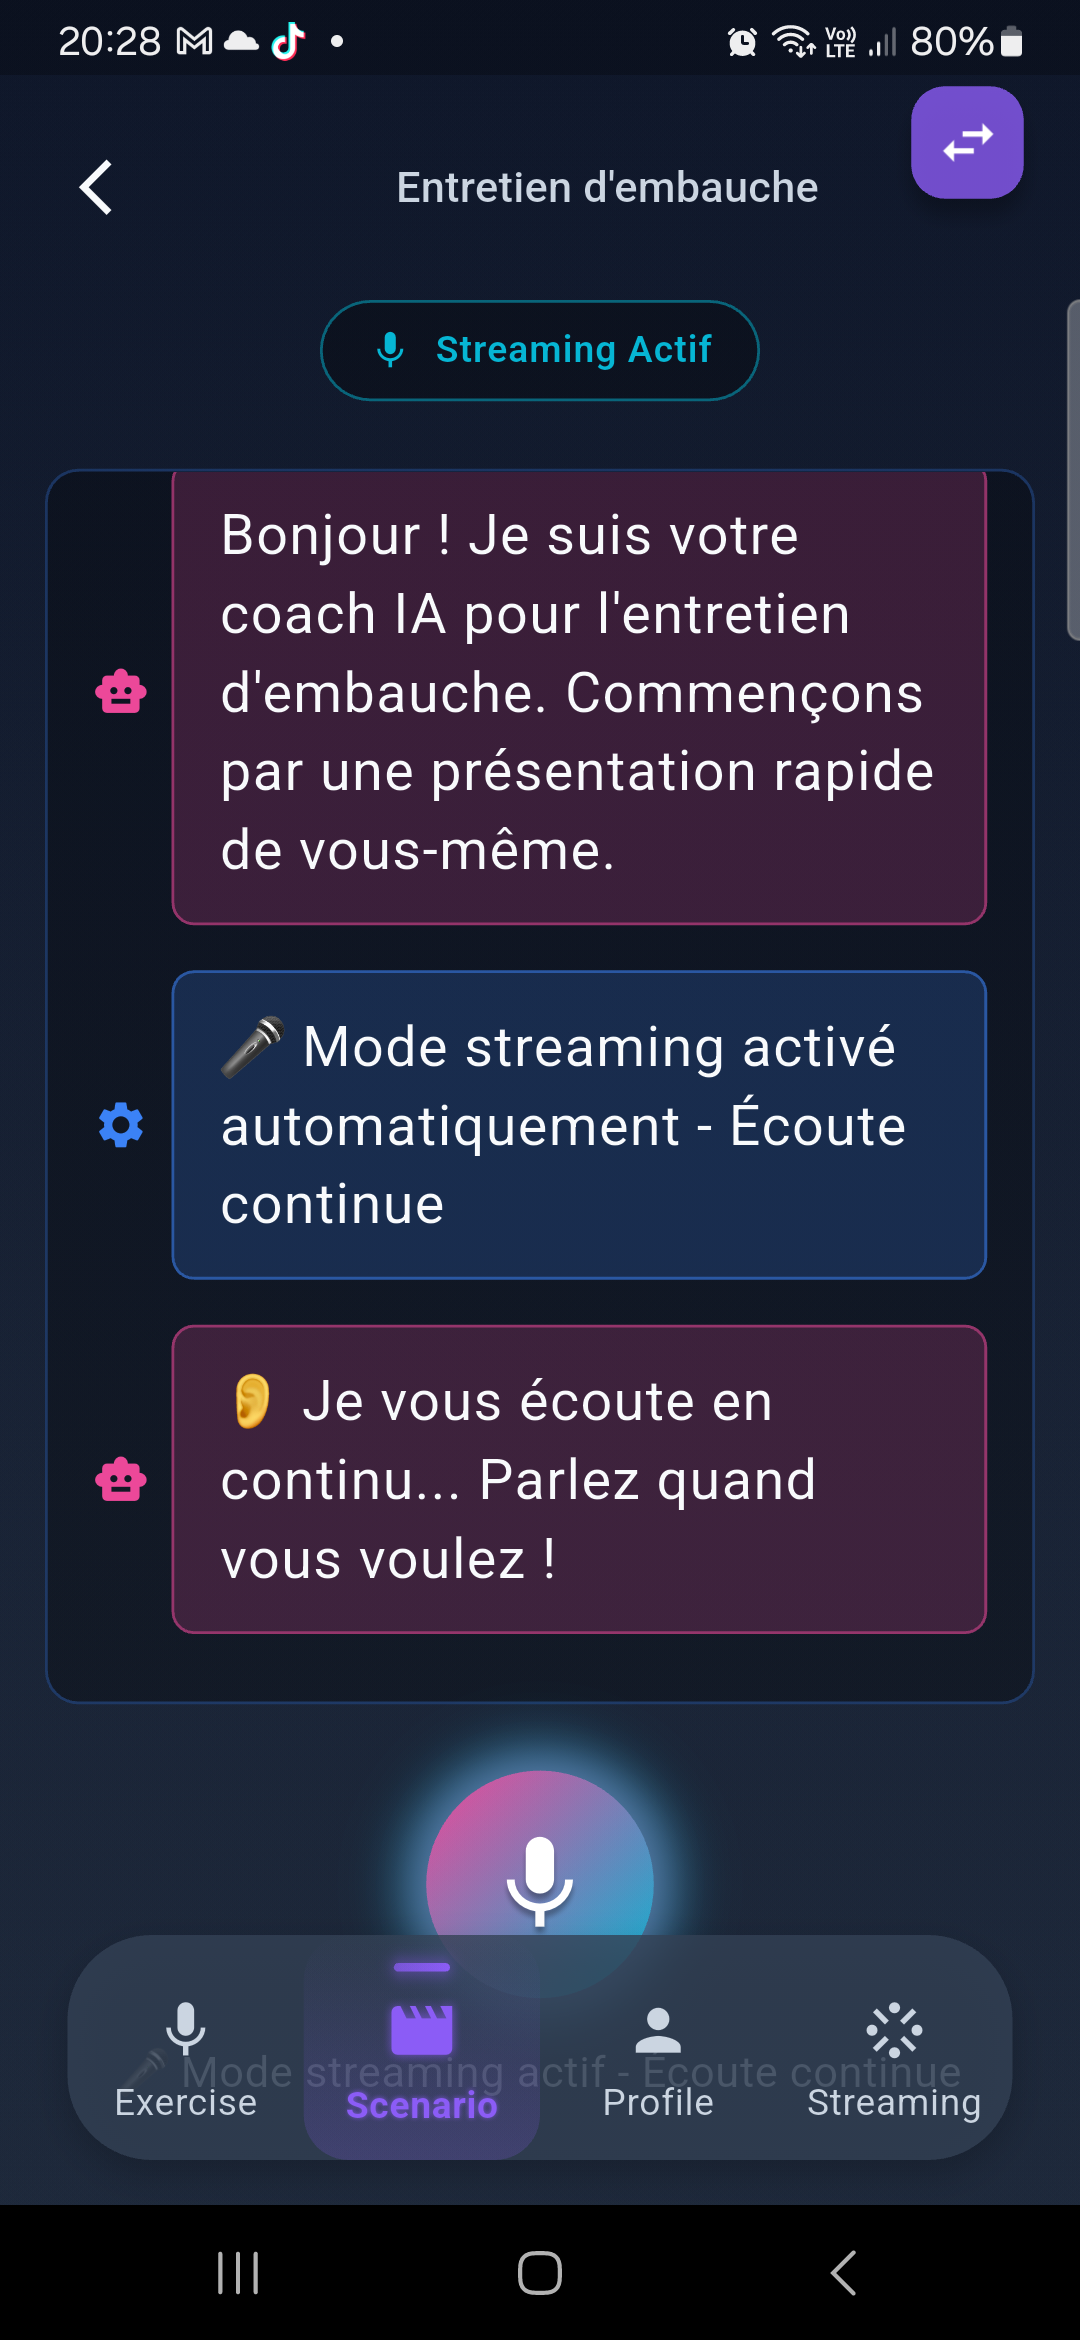 20:28
Vo)) LTE
80%
Entretien d'embauche
Streaming Actif
Bonjour ! Je suis votre
coach IA pour l'entretien
d'embauche. Commençons
par une présentation rapide
de vous-même.
🎤 Mode streaming activé
automatiquement - Écoute
continue
👂 Je vous écoute en
continu... Parlez quand
vous voulez !
🎤 Mode streaming actif - Écoute continue
Exercise
Scenario
Profile
Streaming